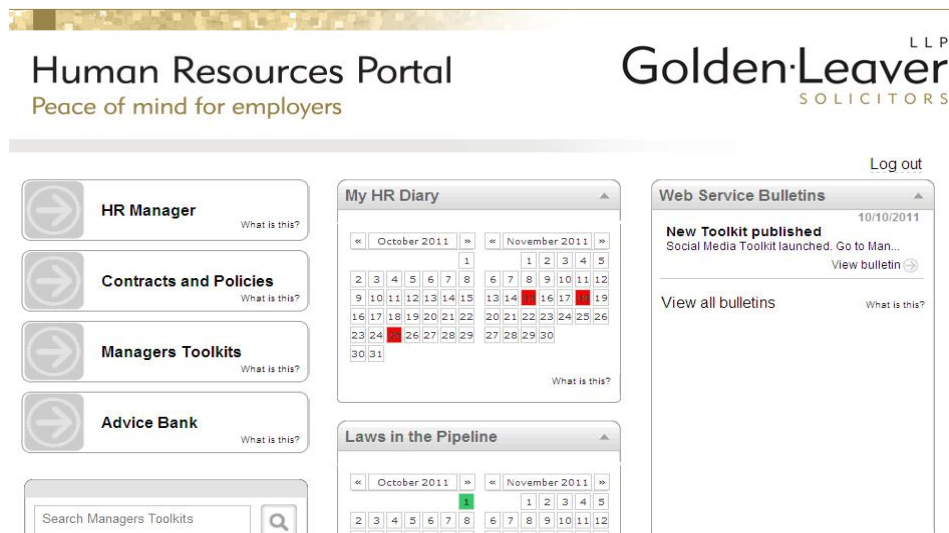 Human Resources Portal
Peace of mind for employers
LLP
Golden·Leaver
SOLICITORS
Log out
HR Manager
What is this?
Contracts and Policies
What is this?
Managers Toolkits
What is this?
Advice Bank
What is this?
Search Managers Toolkits
My HR Diary
« October 2011 » « November 2011 »
1 1 2 3 4 5
2 3 4 5 6 7 8 6 7 8 9 10 11 12
9 10 11 12 13 14 15 13 14 15 16 17 18 19
16 17 18 19 20 21 22 20 21 22 23 24 25 26
23 24 25 26 27 28 29 27 28 29 30
30 31
What is this?
Laws in the Pipeline
« October 2011 » « November 2011 »
1 1 2 3 4 5
2 3 4 5 6 7 8 6 7 8 9 10 11 12
Web Service Bulletins
10/10/2011
New Toolkit published
Social Media Toolkit launched. Go to Man...
View bulletin
View all bulletins
What is this?